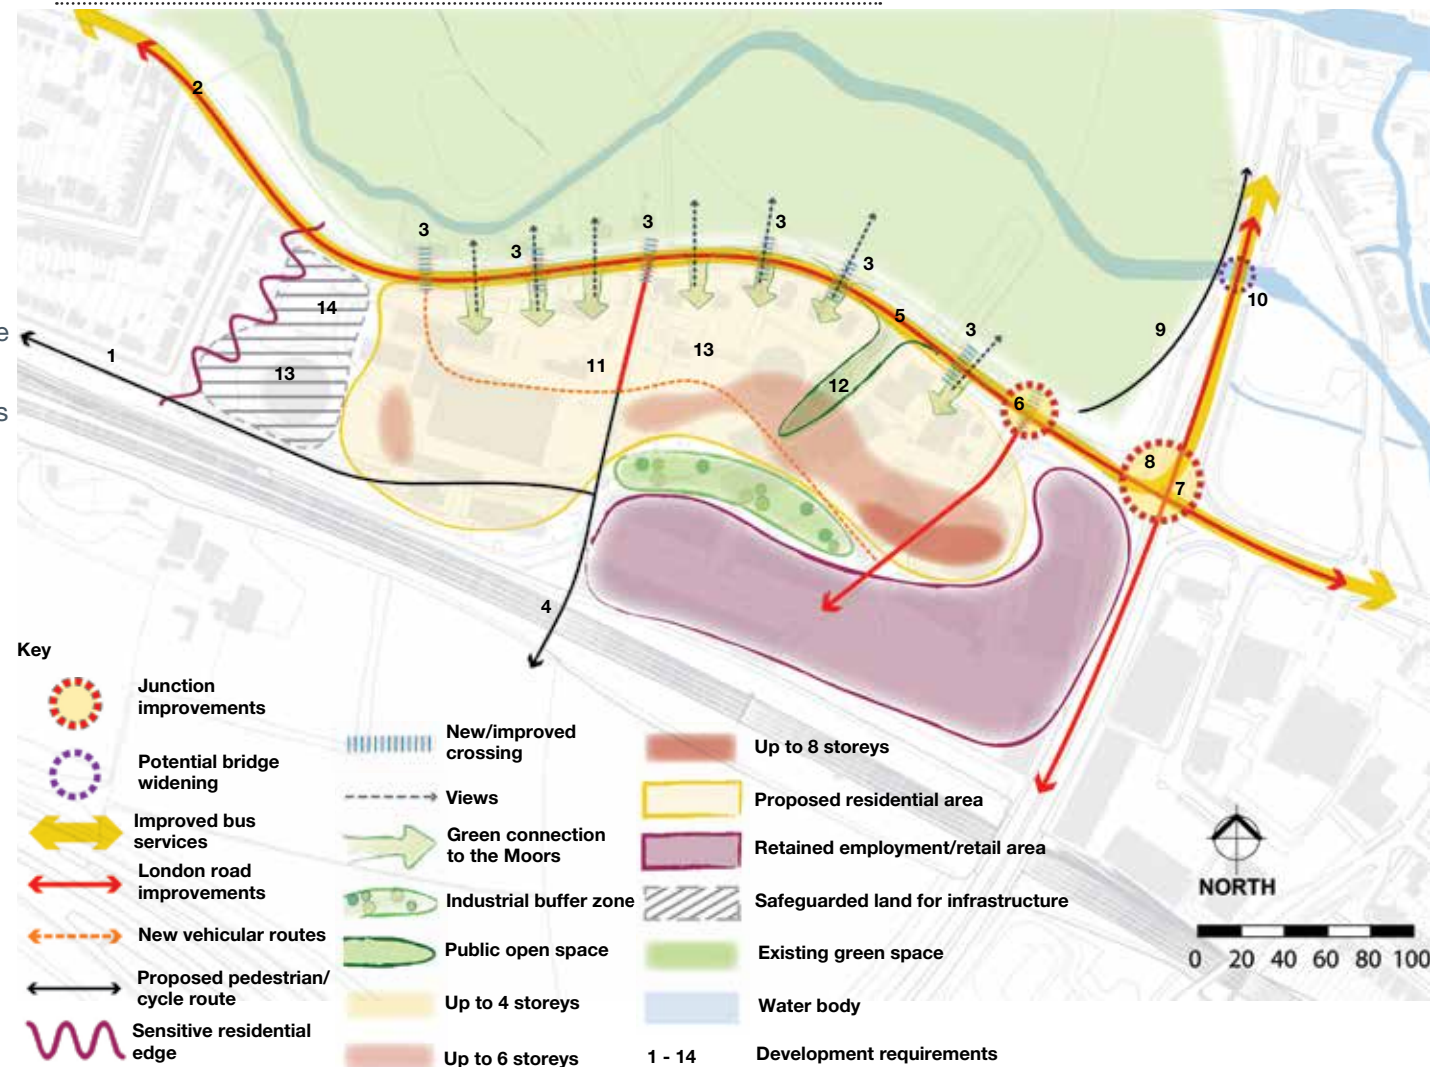 2
3
3
3
3
3
14
5
3
10
9
e
1
13
11
13
12
6
s
8
7
4
Key
Junction
improvements
Potential bridge
widening
Improved bus
services
London road
improvements
New vehicular routes
Proposed pedestrian/
cycle route
Sensitive residential
edge
New/improved
crossing
Views
Green connection
to the Moors
Industrial buffer zone
Public open space
Up to 4 storeys
Up to 6 storeys
Up to 8 storeys
Proposed residential area
Retained employment/retail area
Safeguarded land for infrastructure
Existing green space
Water body
1 - 14 Development requirements
NORTH
0 20 40 60 80 100